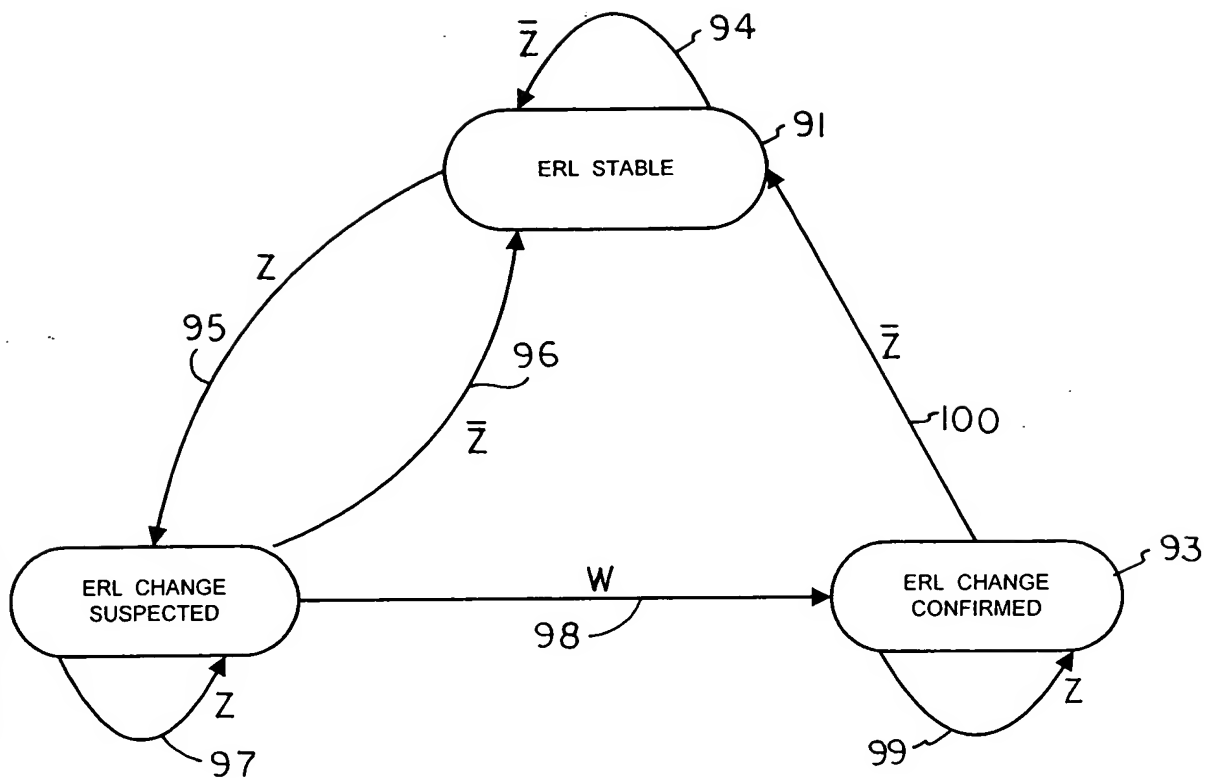 94
Z̅
91
ERL STABLE
Z
95
96
Z̅
Z̅
100
ERL CHANGE
SUSPECTED
W
98
ERL CHANGE
CONFIRMED
93
Z
97
Z
99